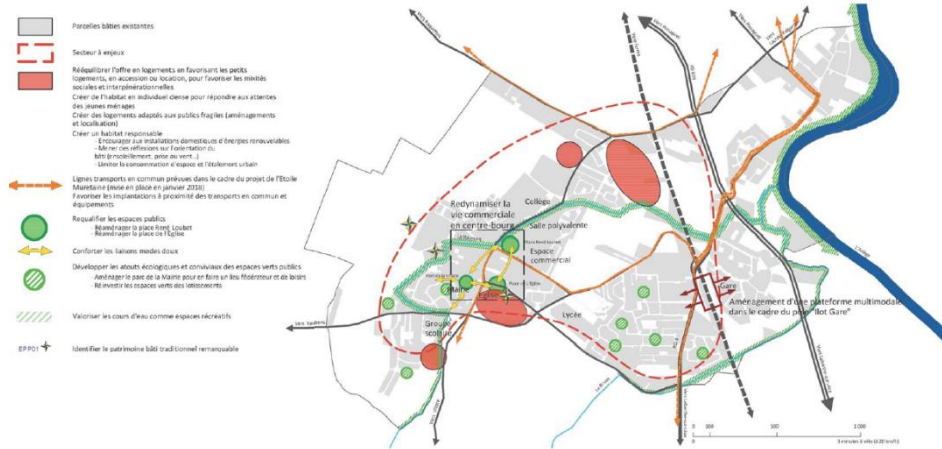 Parcelles bâties existantes
Secteur à enjeux
Rééquilibrer l'offre en logements en favorisant les petits
logements, en accession ou location, pour favoriser les mixités
sociales et intergénérationnelles
Créer de l'habitat en individuel dense pour répondre aux attentes
des jeunes ménages
Créer des logements adaptés aux publics fragiles (aménagements
et localisation)
Créer un habitat responsable
- Encourager aux installations domestiques d'énergies renouvelables
- Mener des réflexions sur l'orientation du
bâti (ensoleillement, prise au vent...)
- Limiter la consommation d'espace et l'étalement urbain
Lignes transports en commun prévues dans le cadre du projet de l'Etoile
Muretaine (mise en place en janvier 2018)
Favoriser les implantations à proximité des transports en commun et
équipements
Requalifier les espaces publics
- Réaménager la place René Loubet
- Réaménager la place de l'Eglise
Conforter les liaisons modes doux
Développer les atouts écologiques et conviviaux des espaces verts publics
- Aménager le parc de la Mairie pour en faire un lieu fédérateur et de loisirs
- Réinvestir les espaces verts des lotissements
Valoriser les cours d'eau comme espaces récréatifs
EPP01
Identifier le patrimoine bâti traditionnel remarquable
Redynamiser la
vie commerciale
en centre-bourg
Collège
Salle polyvalente
Espace
commercial
Mairie
Eglise
Groupe
scolaire
Lycée
Gare
Aménagement d'une plateforme multimodale
dans le cadre du pôle "Ilot Gare"
0
500
1 000